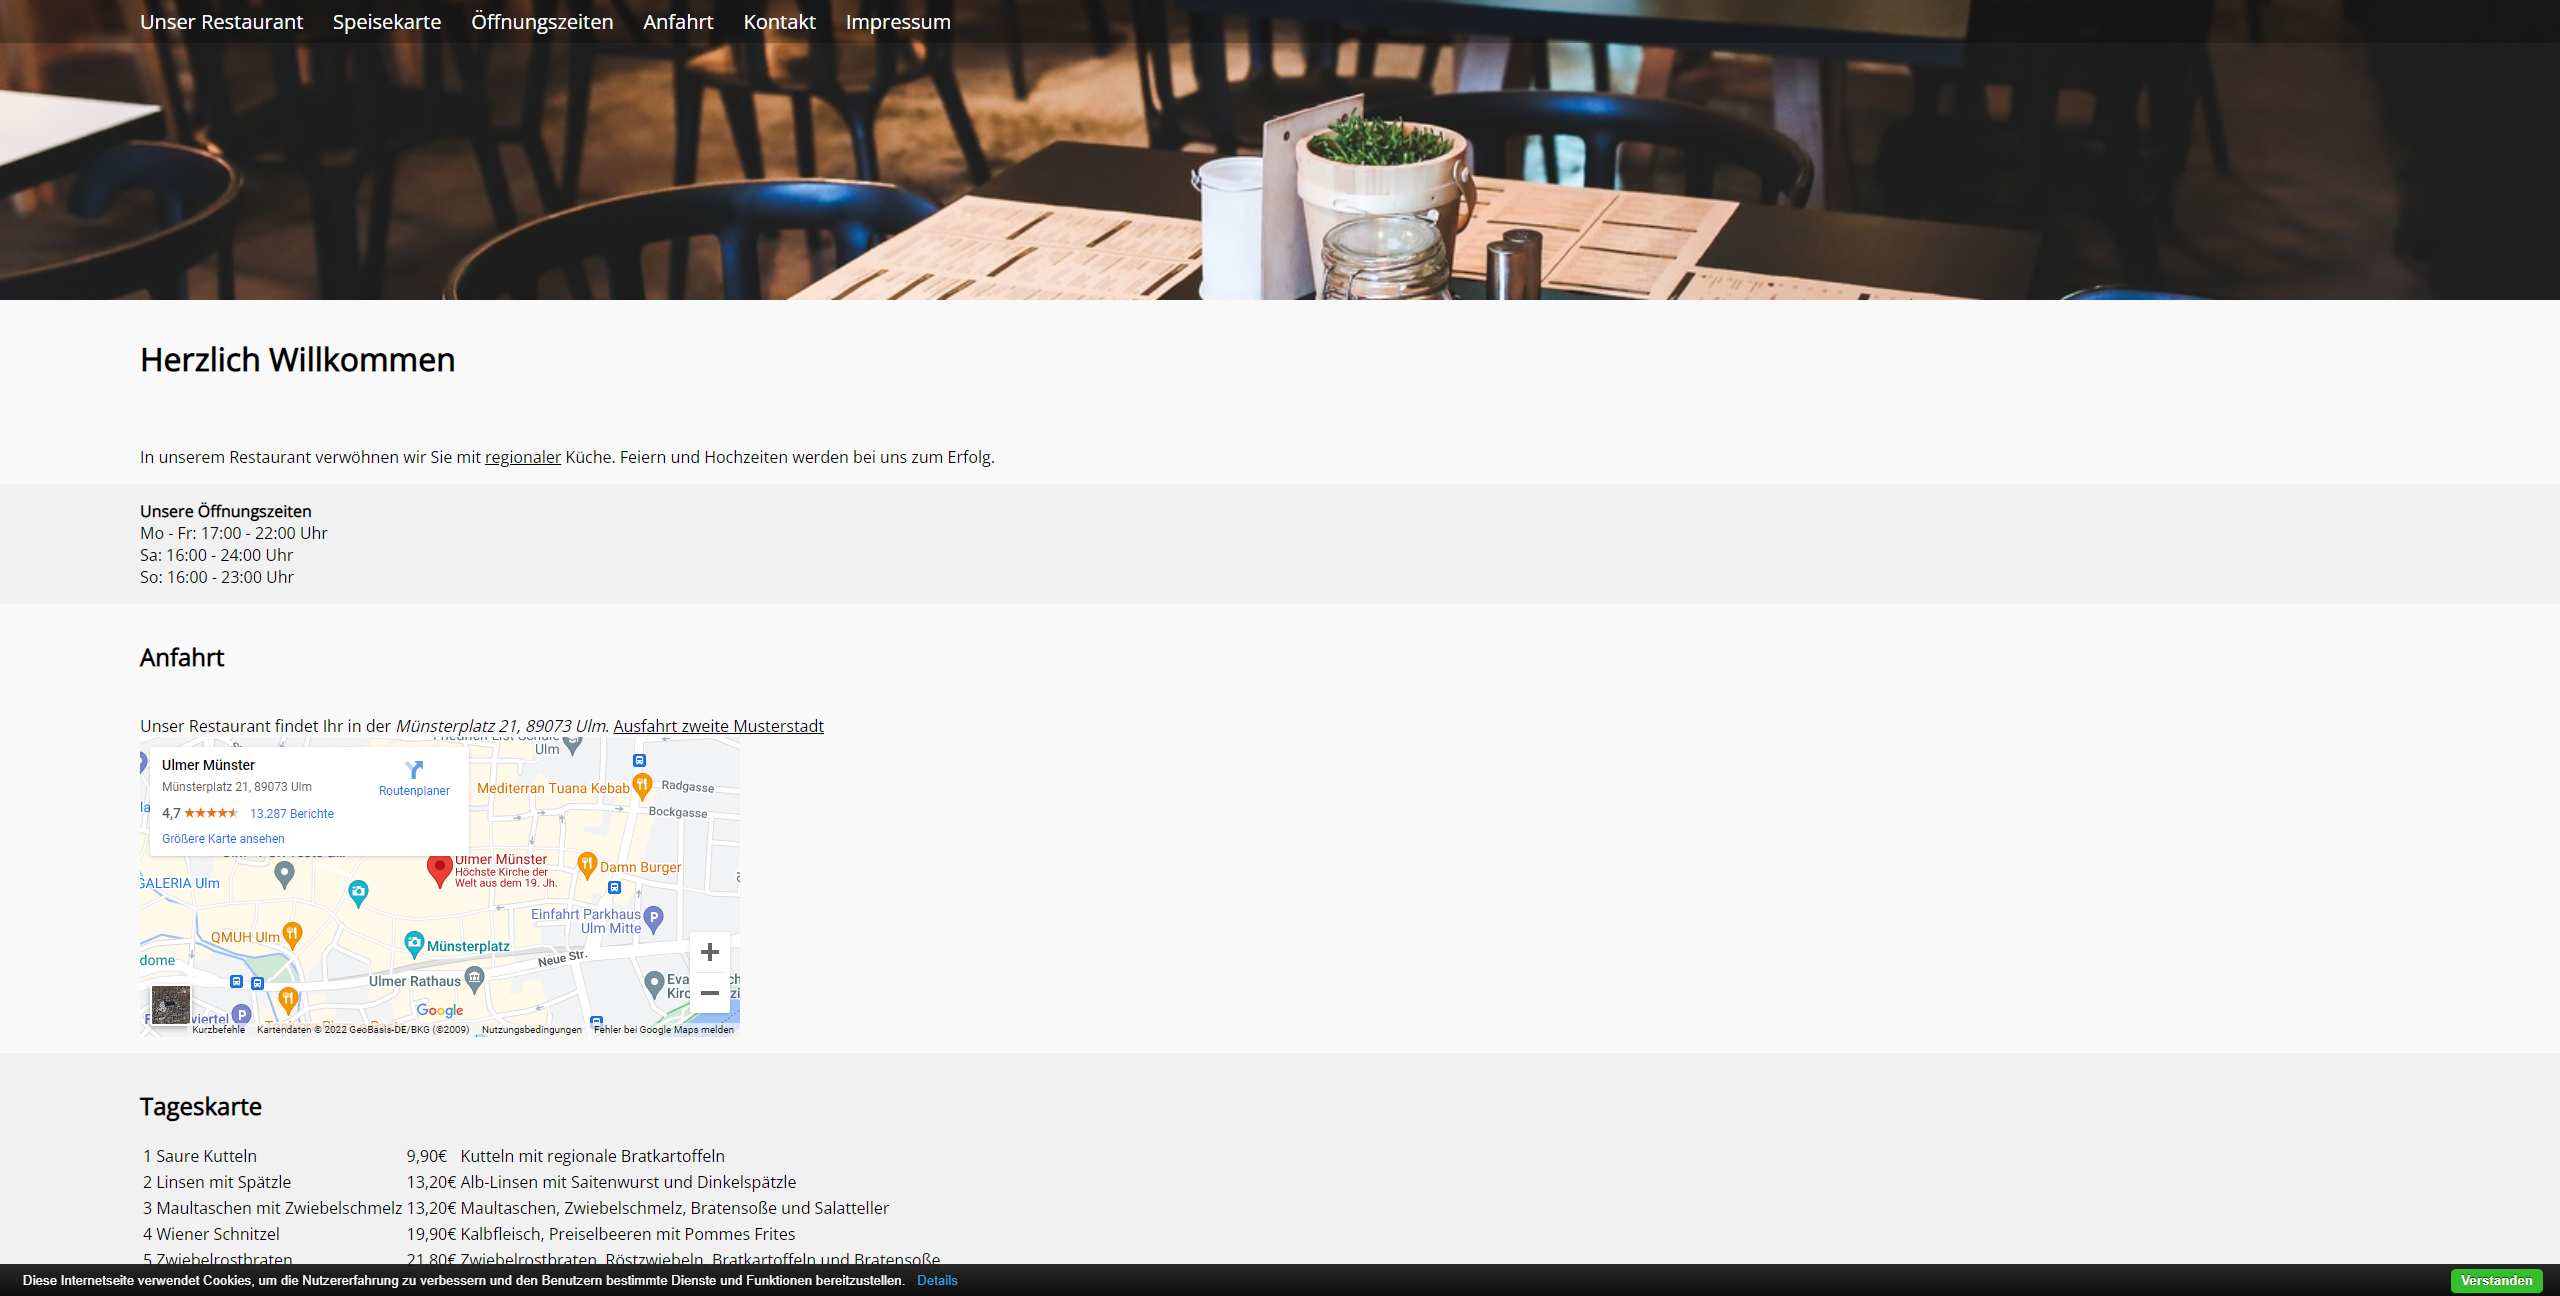 Unser Restaurant Speisekarte Öffnungszeiten Anfahrt Kontakt Impressum
Herzlich Willkommen
In unserem Restaurant verwöhnen wir Sie mit regionaler Küche. Feiern und Hochzeiten werden bei uns zum Erfolg.
Unsere Öffnungszeiten
Mo - Fr: 17:00 - 22:00 Uhr
Sa: 16:00 - 24:00 Uhr
So: 16:00 - 23:00 Uhr
Anfahrt
Unser Restaurant findet Ihr in der Münsterplatz 21, 89073 Ulm. Ausfahrt zweite Musterstadt
Ulmer Münster
Münsterplatz 21, 89073 Ulm
Routenplaner
4,7 13.287 Berichte
Größere Karte ansehen
Ulm
Mediterran Tuana Kebab
Radgasse
Bockgasse
Ulmer Münster
Höchste Kirche der
Welt aus dem 19. Jh.
Damn Burger
GALERIA Ulm
Einfahrt Parkhaus
Ulm Mitte
QMUH Ulm
Münsterplatz
Neue Str.
dome
Ulmer Rathaus
Google
viertel
Kurzbefehle Kartendaten © 2022 GeoBasis-DE/BKG (©2009) Nutzungsbedingungen Fehler bei Google Maps melden
Tageskarte
1 Saure Kutteln 9,90€ Kutteln mit regionale Bratkartoffeln
2 Linsen mit Spätzle 13,20€ Alb-Linsen mit Saitenwurst und Dinkelspätzle
3 Maultaschen mit Zwiebelschmelz 13,20€ Maultaschen, Zwiebelschmelz, Bratensoße und Salatteller
4 Wiener Schnitzel 19,90€ Kalbfleisch, Preiselbeeren mit Pommes Frites
5 Zwiebelrostbraten 21,80€ Zwiebelrostbraten, Röstzwiebeln, Bratkartoffeln und Bratensoße
Diese Internetseite verwendet Cookies, um die Nutzererfahrung zu verbessern und den Benutzern bestimmte Dienste und Funktionen bereitzustellen. Details
Verstanden